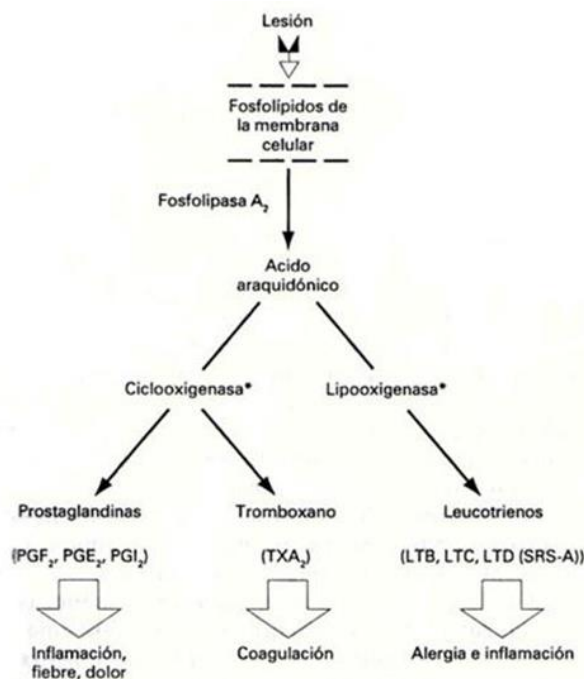 Lesión
Fosfolípidos de
la membrana
celular
Fosfolipasa A₂
Acido
araquidónico
Ciclooxigenasa*
Lipooxigenasa*
Prostaglandinas
Tromboxano
Leucotrienos
(PGF₂, PGE₂, PGI₂)
(TXA₂)
(LTB, LTC, LTD (SRS-A))
Inflamación,
fiebre, dolor
Coagulación
Alergia e inflamación